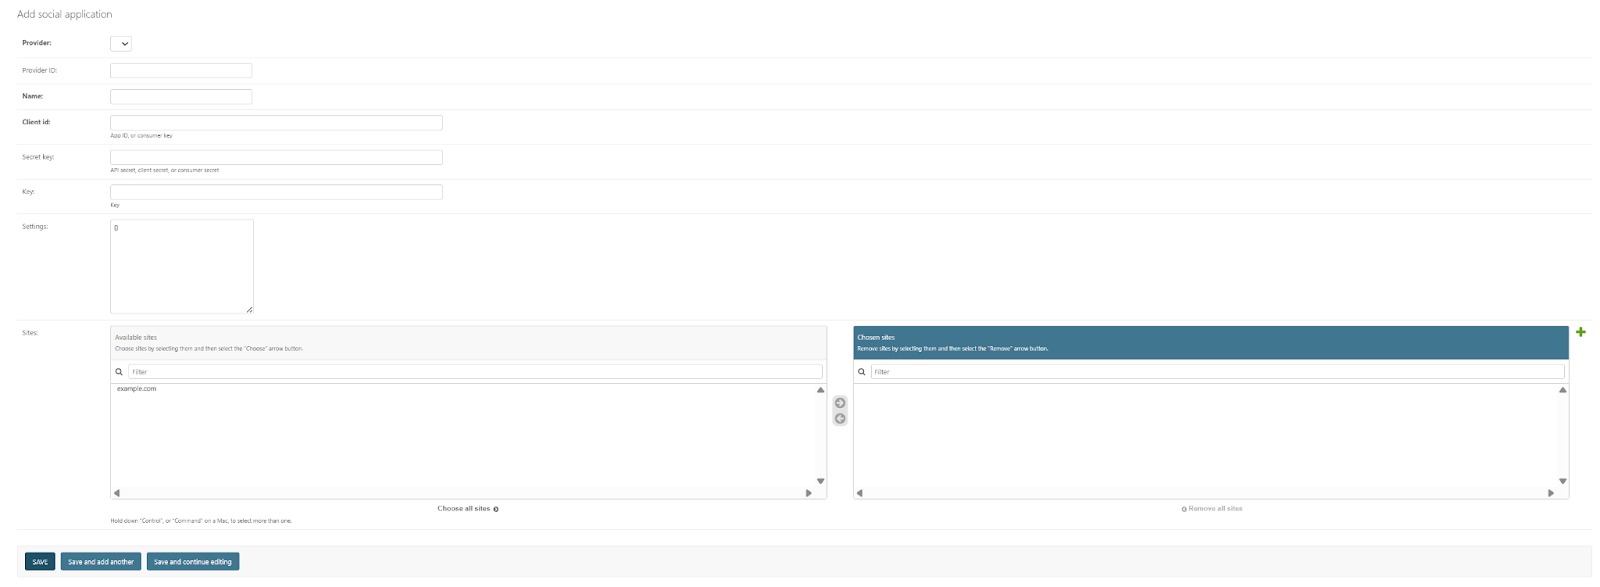 Add social application
Provider:
Provider ID:
Name:
Client id:
App ID, or consumer key
Secret key:
API secret, client secret, or consumer secret
Key:
Key
Settings:
{}
Sites:
Available sites
Choose sites by selecting them and then select the "Choose" arrow button.
Filter
example.com
Choose all sites
Hold down "Control", or "Command" on a Mac, to select more than one.
Chosen sites
Remove sites by selecting them and then select the "Remove" arrow button.
Filter
Remove all sites
SAVE
Save and add another
Save and continue editing